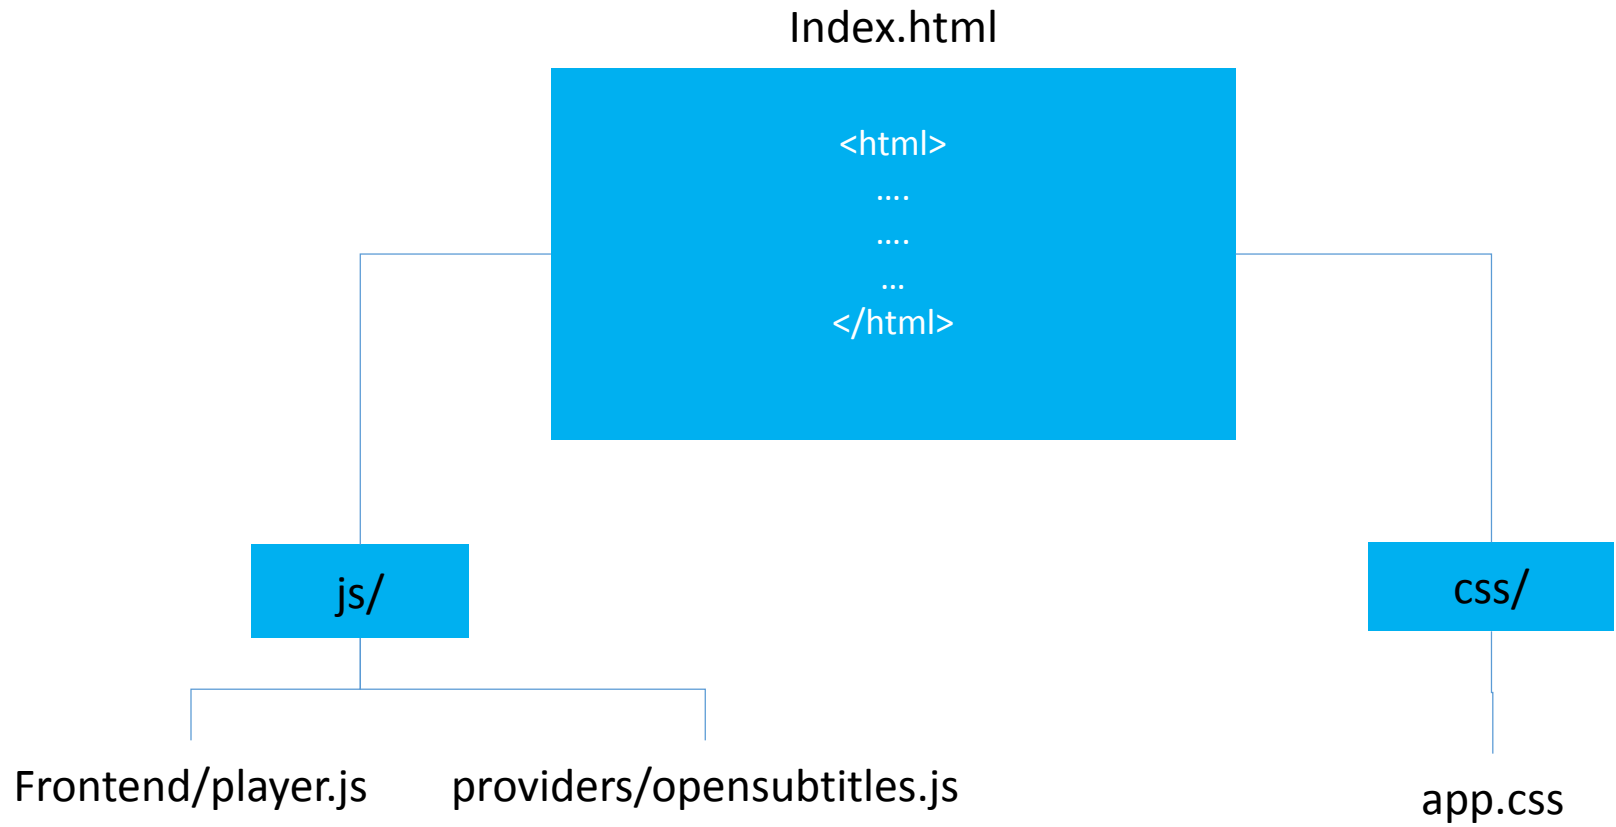 Index.html
<html>
....
....
...
</html>
js/
css/
Frontend/player.js
providers/opensubtitles.js
app.css